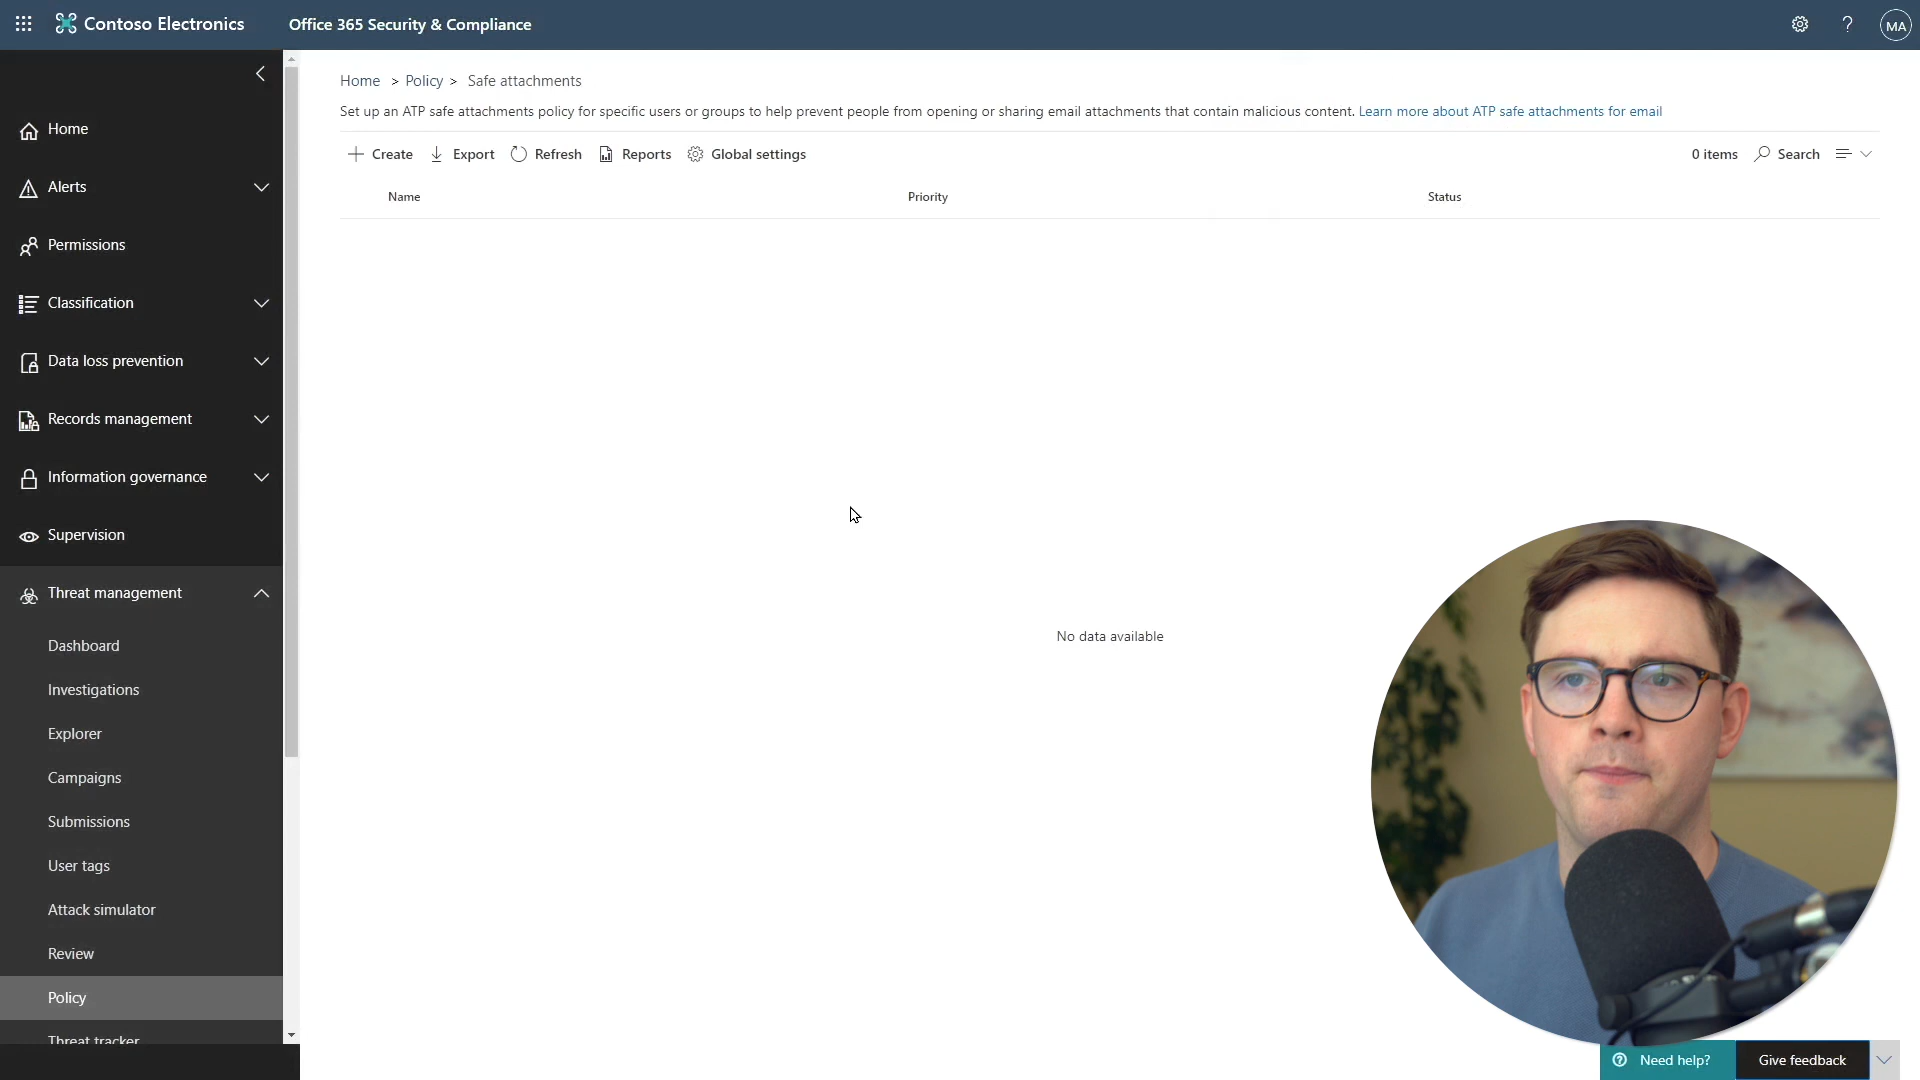 Contoso Electronics
Office 365 Security & Compliance
MA
Home > Policy > Safe attachments
Set up an ATP safe attachments policy for specific users or groups to help prevent people from opening or sharing email attachments that contain malicious content. Learn more about ATP safe attachments for email
Create Export Refresh Reports Global settings
0 items Search
Name Priority Status
No data available
Home
Alerts
Permissions
Classification
Data loss prevention
Records management
Information governance
Supervision
Threat management
Dashboard
Investigations
Explorer
Campaigns
Submissions
User tags
Attack simulator
Review
Policy
Threat tracker
Need help?
Give feedback